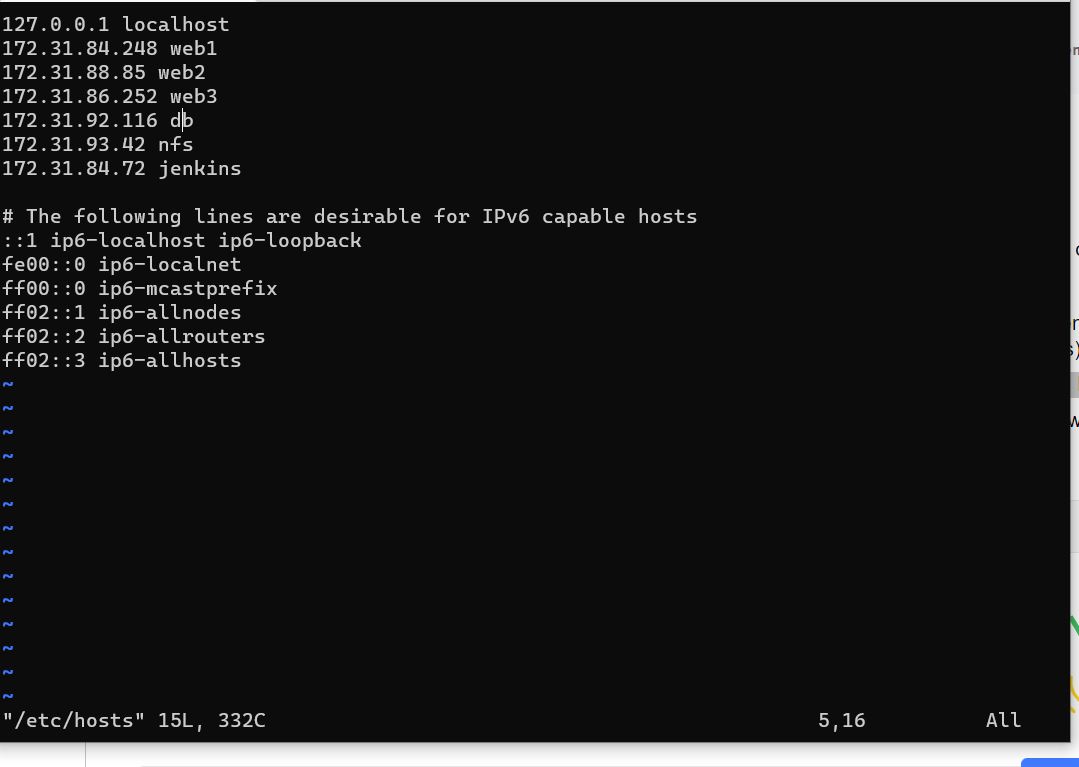 127.0.0.1 localhost
172.31.84.248 web1
172.31.88.85 web2
172.31.86.252 web3
172.31.92.116 db
172.31.93.42 nfs
172.31.84.72 jenkins
# The following lines are desirable for IPv6 capable hosts
::1 ip6-localhost ip6-loopback
fe00::0 ip6-localnet
ff00::0 ip6-mcastprefix
ff02::1 ip6-allnodes
ff02::2 ip6-allrouters
ff02::3 ip6-allhosts
~
~
~
~
~
~
~
~
~
~
~
~
~
~
"/etc/hosts" 15L, 332C 5,16 All